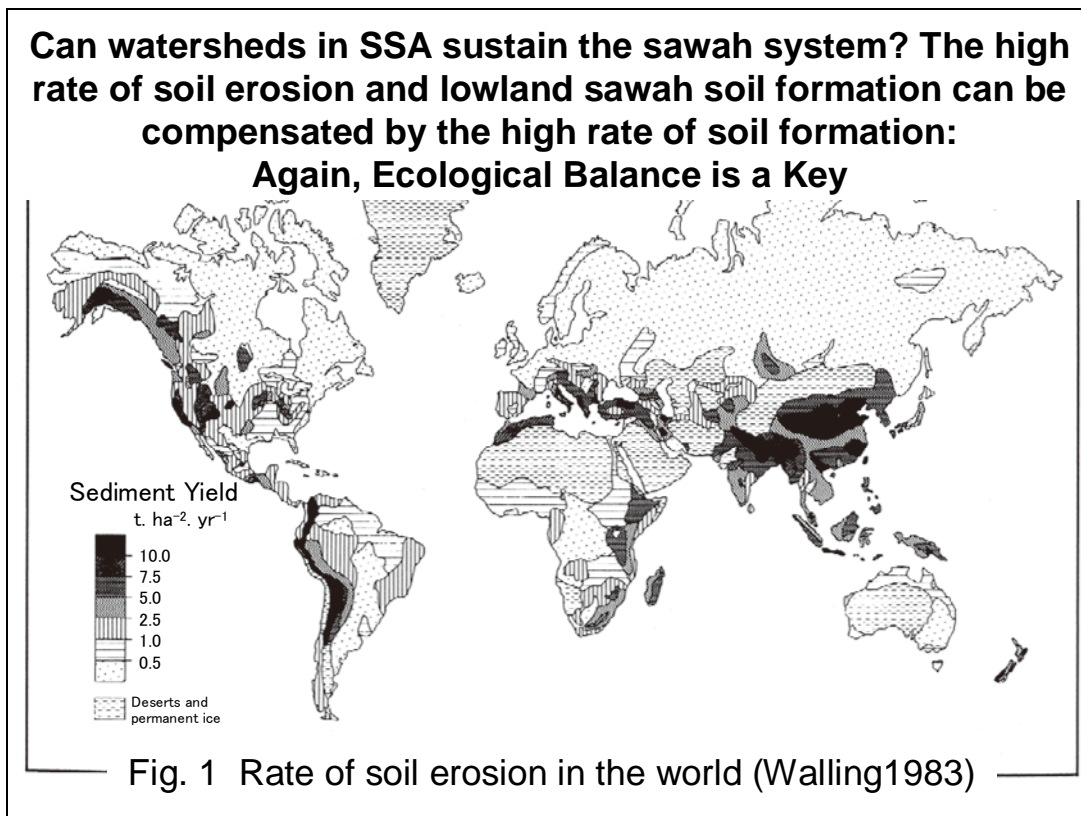 Can watersheds in SSA sustain the sawah system? The high
rate of soil erosion and lowland sawah soil formation can be
compensated by the high rate of soil formation:
Again, Ecological Balance is a Key
Sediment Yield
t. ha⁻². yr⁻¹
10.0
7.5
5.0
2.5
1.0
0.5
Deserts and
permanent ice
Fig. 1 Rate of soil erosion in the world (Walling1983)